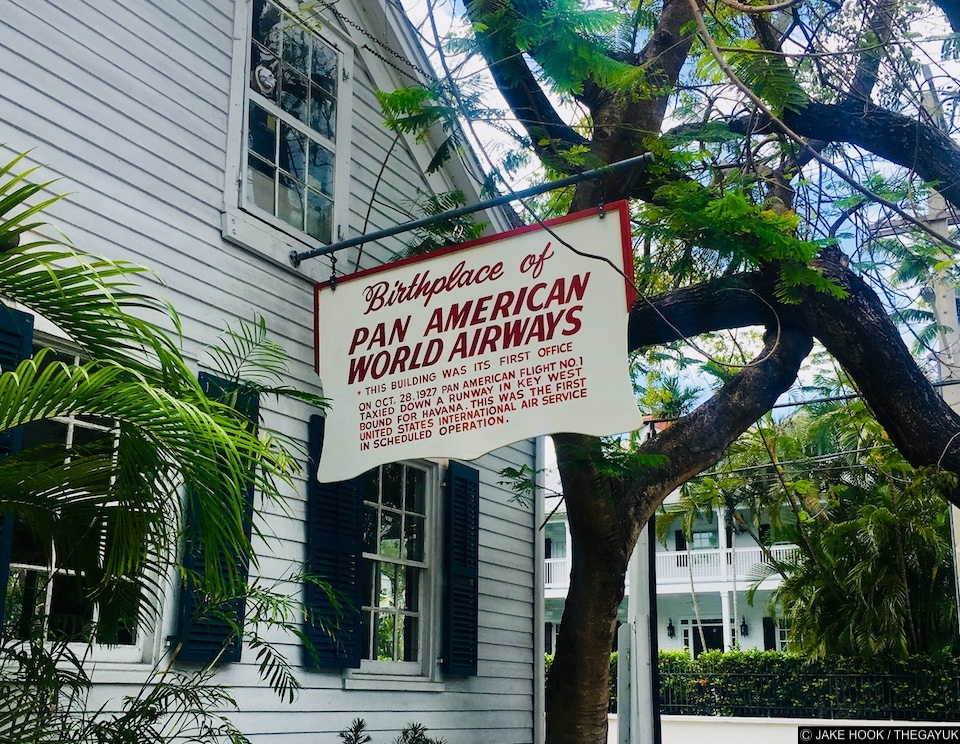 Birthplace of
PAN AMERICAN
WORLD AIRWAYS
* THIS BUILDING WAS ITS FIRST OFFICE
ON OCT. 28, 1927 PAN AMERICAN FLIGHT NO.1
TAXIED DOWN A RUNWAY IN KEY WEST
BOUND FOR HAVANA. THIS WAS THE FIRST
UNITED STATES INTERNATIONAL AIR SERVICE
IN SCHEDULED OPERATION.
© JAKE HOOK / THEGAYUK